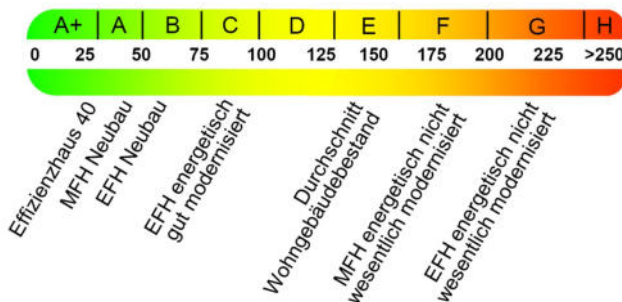 A+ A B C D E F G H
0 25 50 75 100 125 150 175 200 225 >250
Effizienzhaus 40
MFH Neubau
EFH Neubau
EFH energetisch
gut modernisiert
Durchschnitt
Wohngebäudebestand
MFH energetisch nicht
wesentlich modernisiert
EFH energetisch nicht
wesentlich modernisiert